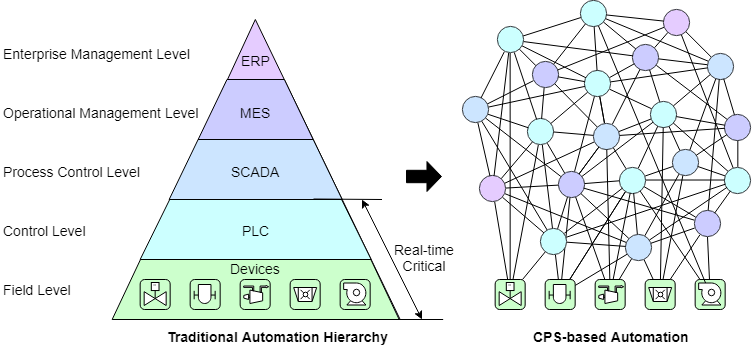 Enterprise Management Level
ERP
Operational Management Level
MES
Process Control Level
SCADA
Control Level
PLC
Real-time
Critical
Field Level
Devices
Traditional Automation Hierarchy
CPS-based Automation